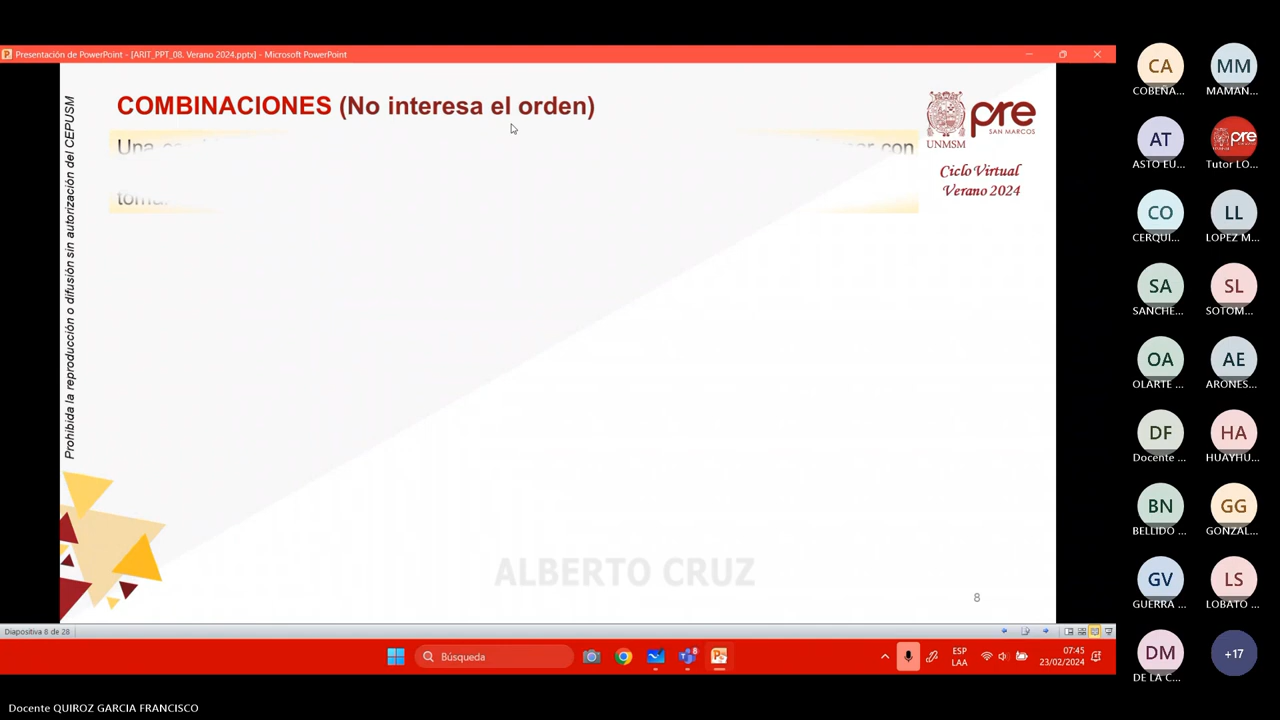 Presentación de PowerPoint - [ARIT_PPT_08. Verano 2024.pptx] - Microsoft PowerPoint
COMBINACIONES (No interesa el orden)
Una
con
UNMSM
pre
SAN MARCOS
Ciclo Virtual
Verano 2024
Prohibida la reproducción o difusión sin autorización del CEPUSM
ALBERTO CRUZ
8
Diapositiva 8 de 28
Búsqueda
8
ESP
LAA
07:45
23/02/2024
Docente QUIROZ GARCIA FRANCISCO
CA
COBEÑA...
MM
MAMAN...
AT
ASTO EU...
pre
Tutor LO...
CO
CERQUI...
LL
LOPEZ M...
SA
SANCHE...
SL
SOTOM...
OA
OLARTE ...
AE
ARONES...
DF
Docente ...
HA
HUAYHU...
BN
BELLIDO ...
GG
GONZAL...
GV
GUERRA ...
LS
LOBATO ...
DM
DE LA C...
+17